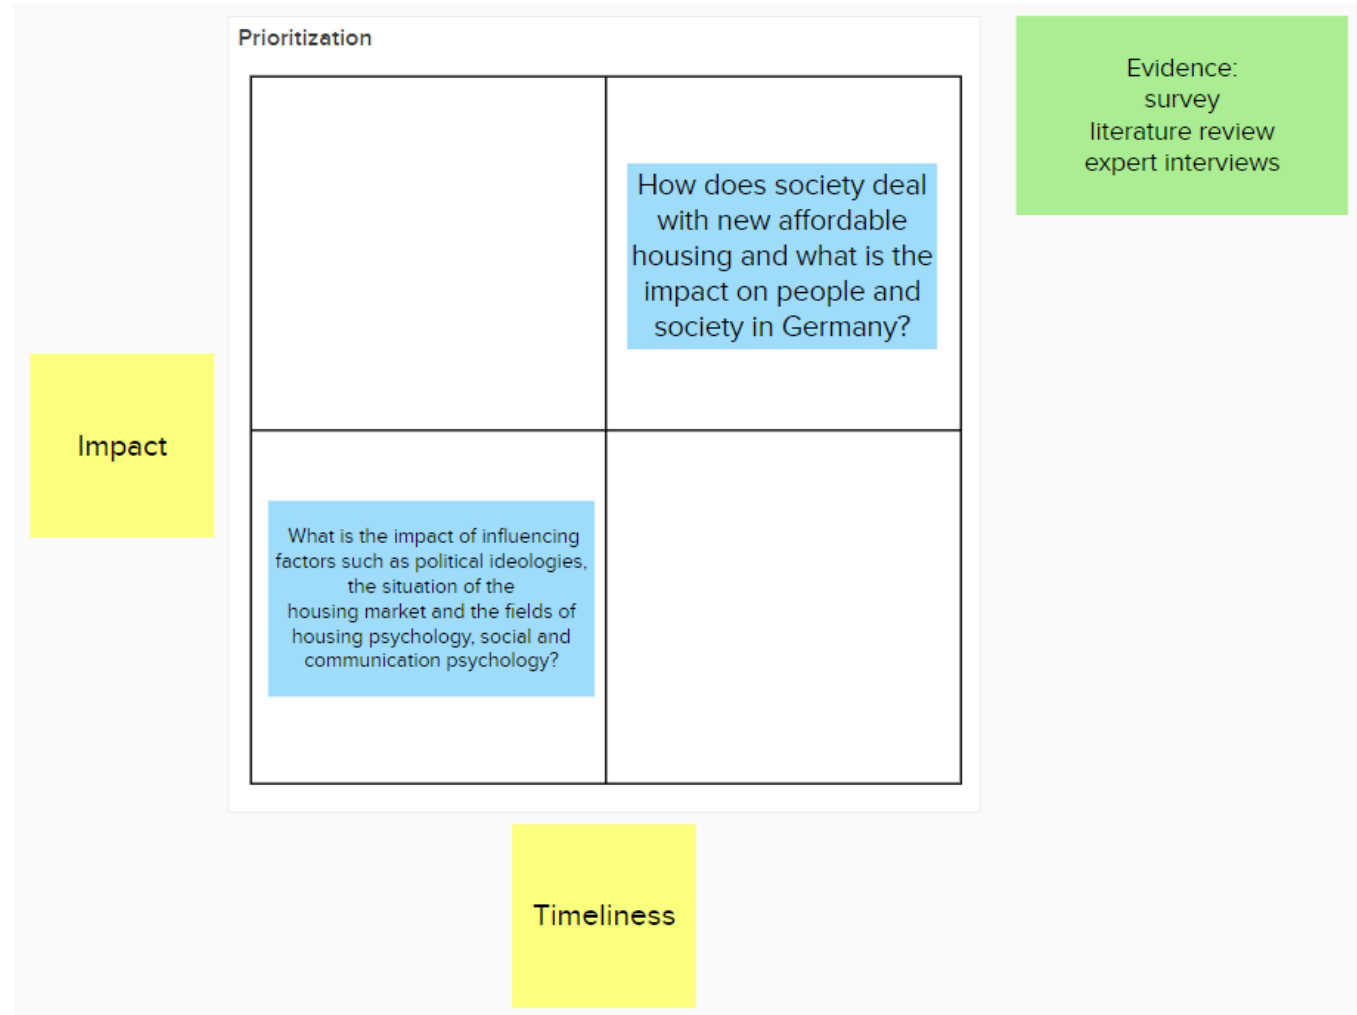 Prioritization
Evidence:
survey
literature review
expert interviews
How does society deal
with new affordable
housing and what is the
impact on people and
society in Germany?
Impact
What is the impact of influencing
factors such as political ideologies,
the situation of the
housing market and the fields of
housing psychology, social and
communication psychology?
Timeliness